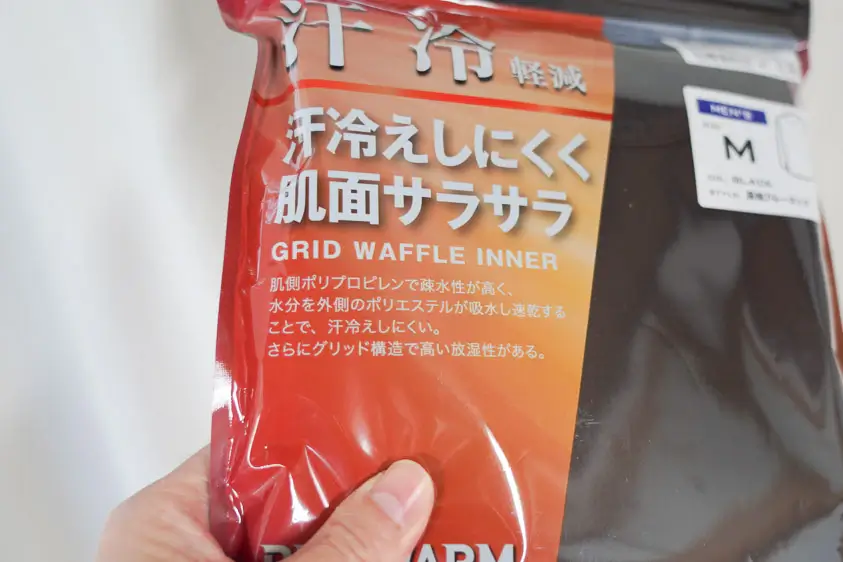 汗冷軽減
汗冷えしにくく
肌面サラサラ
GRID WAFFLE INNER
肌側ポリプロピレンで疎水性が高く、
水分を外側のポリエステルが吸水し速乾する
ことで、汗冷えしにくい。
さらにグリッド構造で高い放湿性がある。
MEN'S
M
BLACK